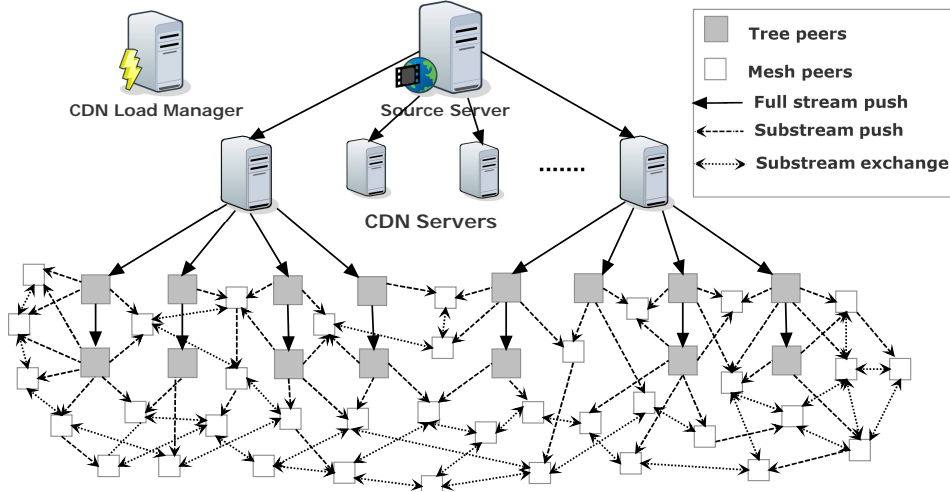 Tree peers
Mesh peers
Full stream push
Substream push
Substream exchange
CDN Load Manager
Source Server
CDN Servers